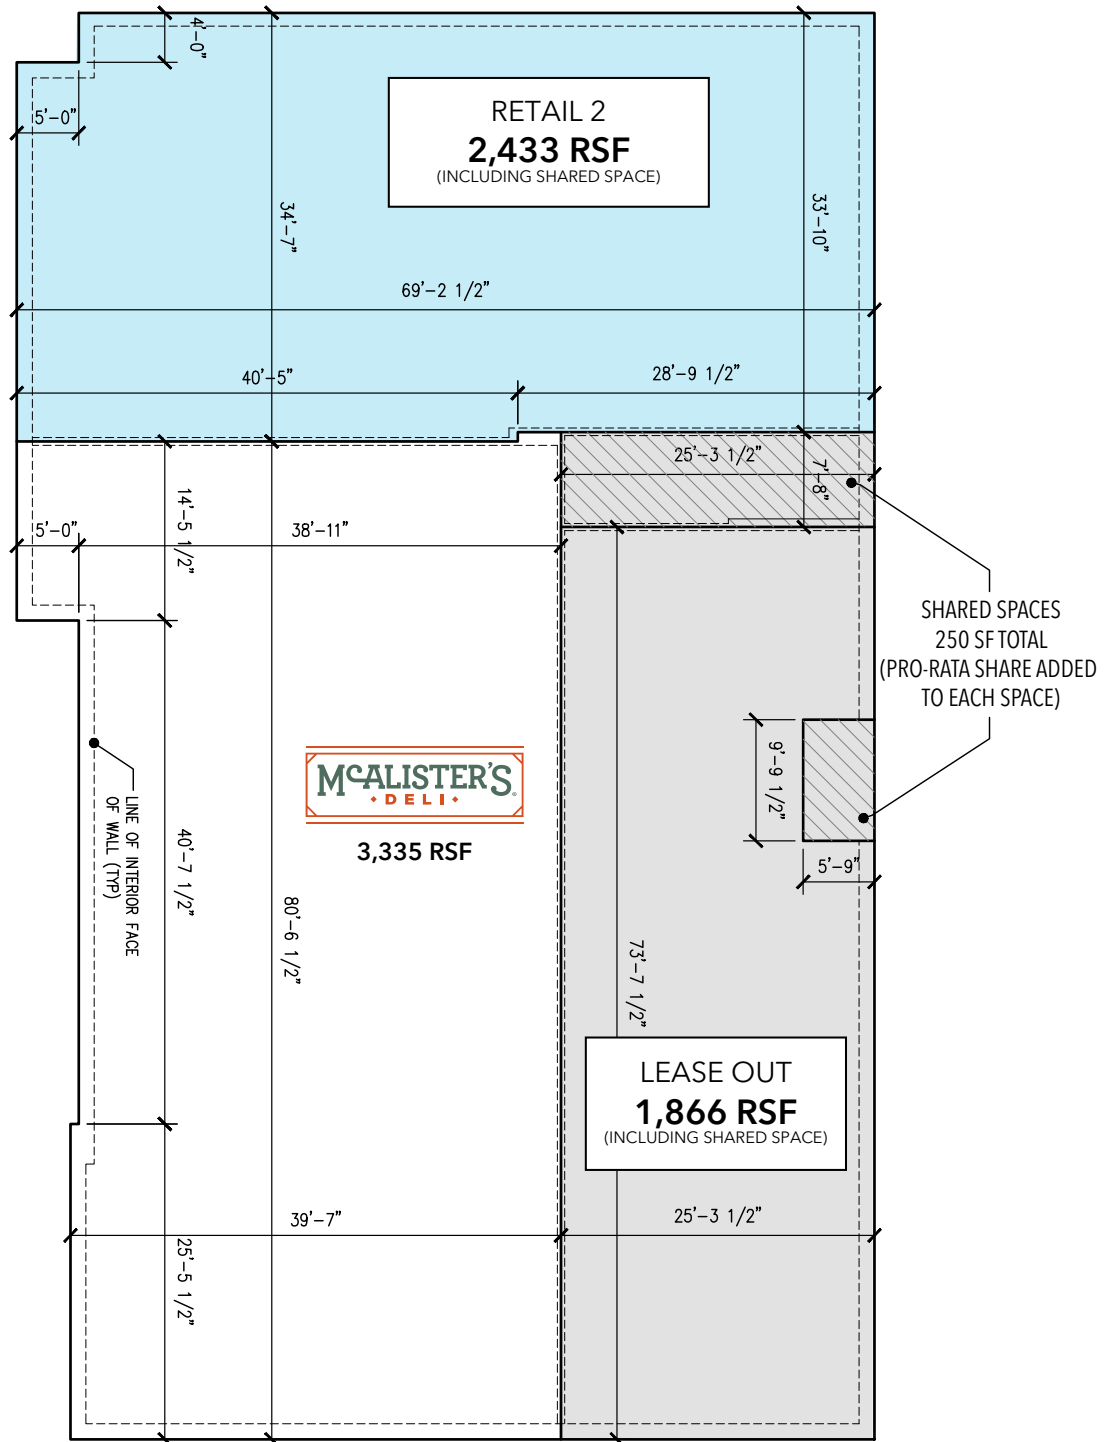 4'-0"
5'-0"
RETAIL 2
2,433 RSF
(INCLUDING SHARED SPACE)
34'-7"
33'-10"
69'-2 1/2"
40'-5"
28'-9 1/2"
25'-3 1/2"
7'-8"
14'-5 1/2"
5'-0"
38'-11"
SHARED SPACES
250 SF TOTAL
(PRO-RATA SHARE ADDED
TO EACH SPACE)
9'-9 1/2"
5'-9"
McALISTER'S
DELI
3,335 RSF
LINE OF INTERIOR FACE
OF WALL (TYP)
40'-7 1/2"
80'-6 1/2"
73'-7 1/2"
LEASE OUT
1,866 RSF
(INCLUDING SHARED SPACE)
39'-7"
25'-3 1/2"
25'-5 1/2"